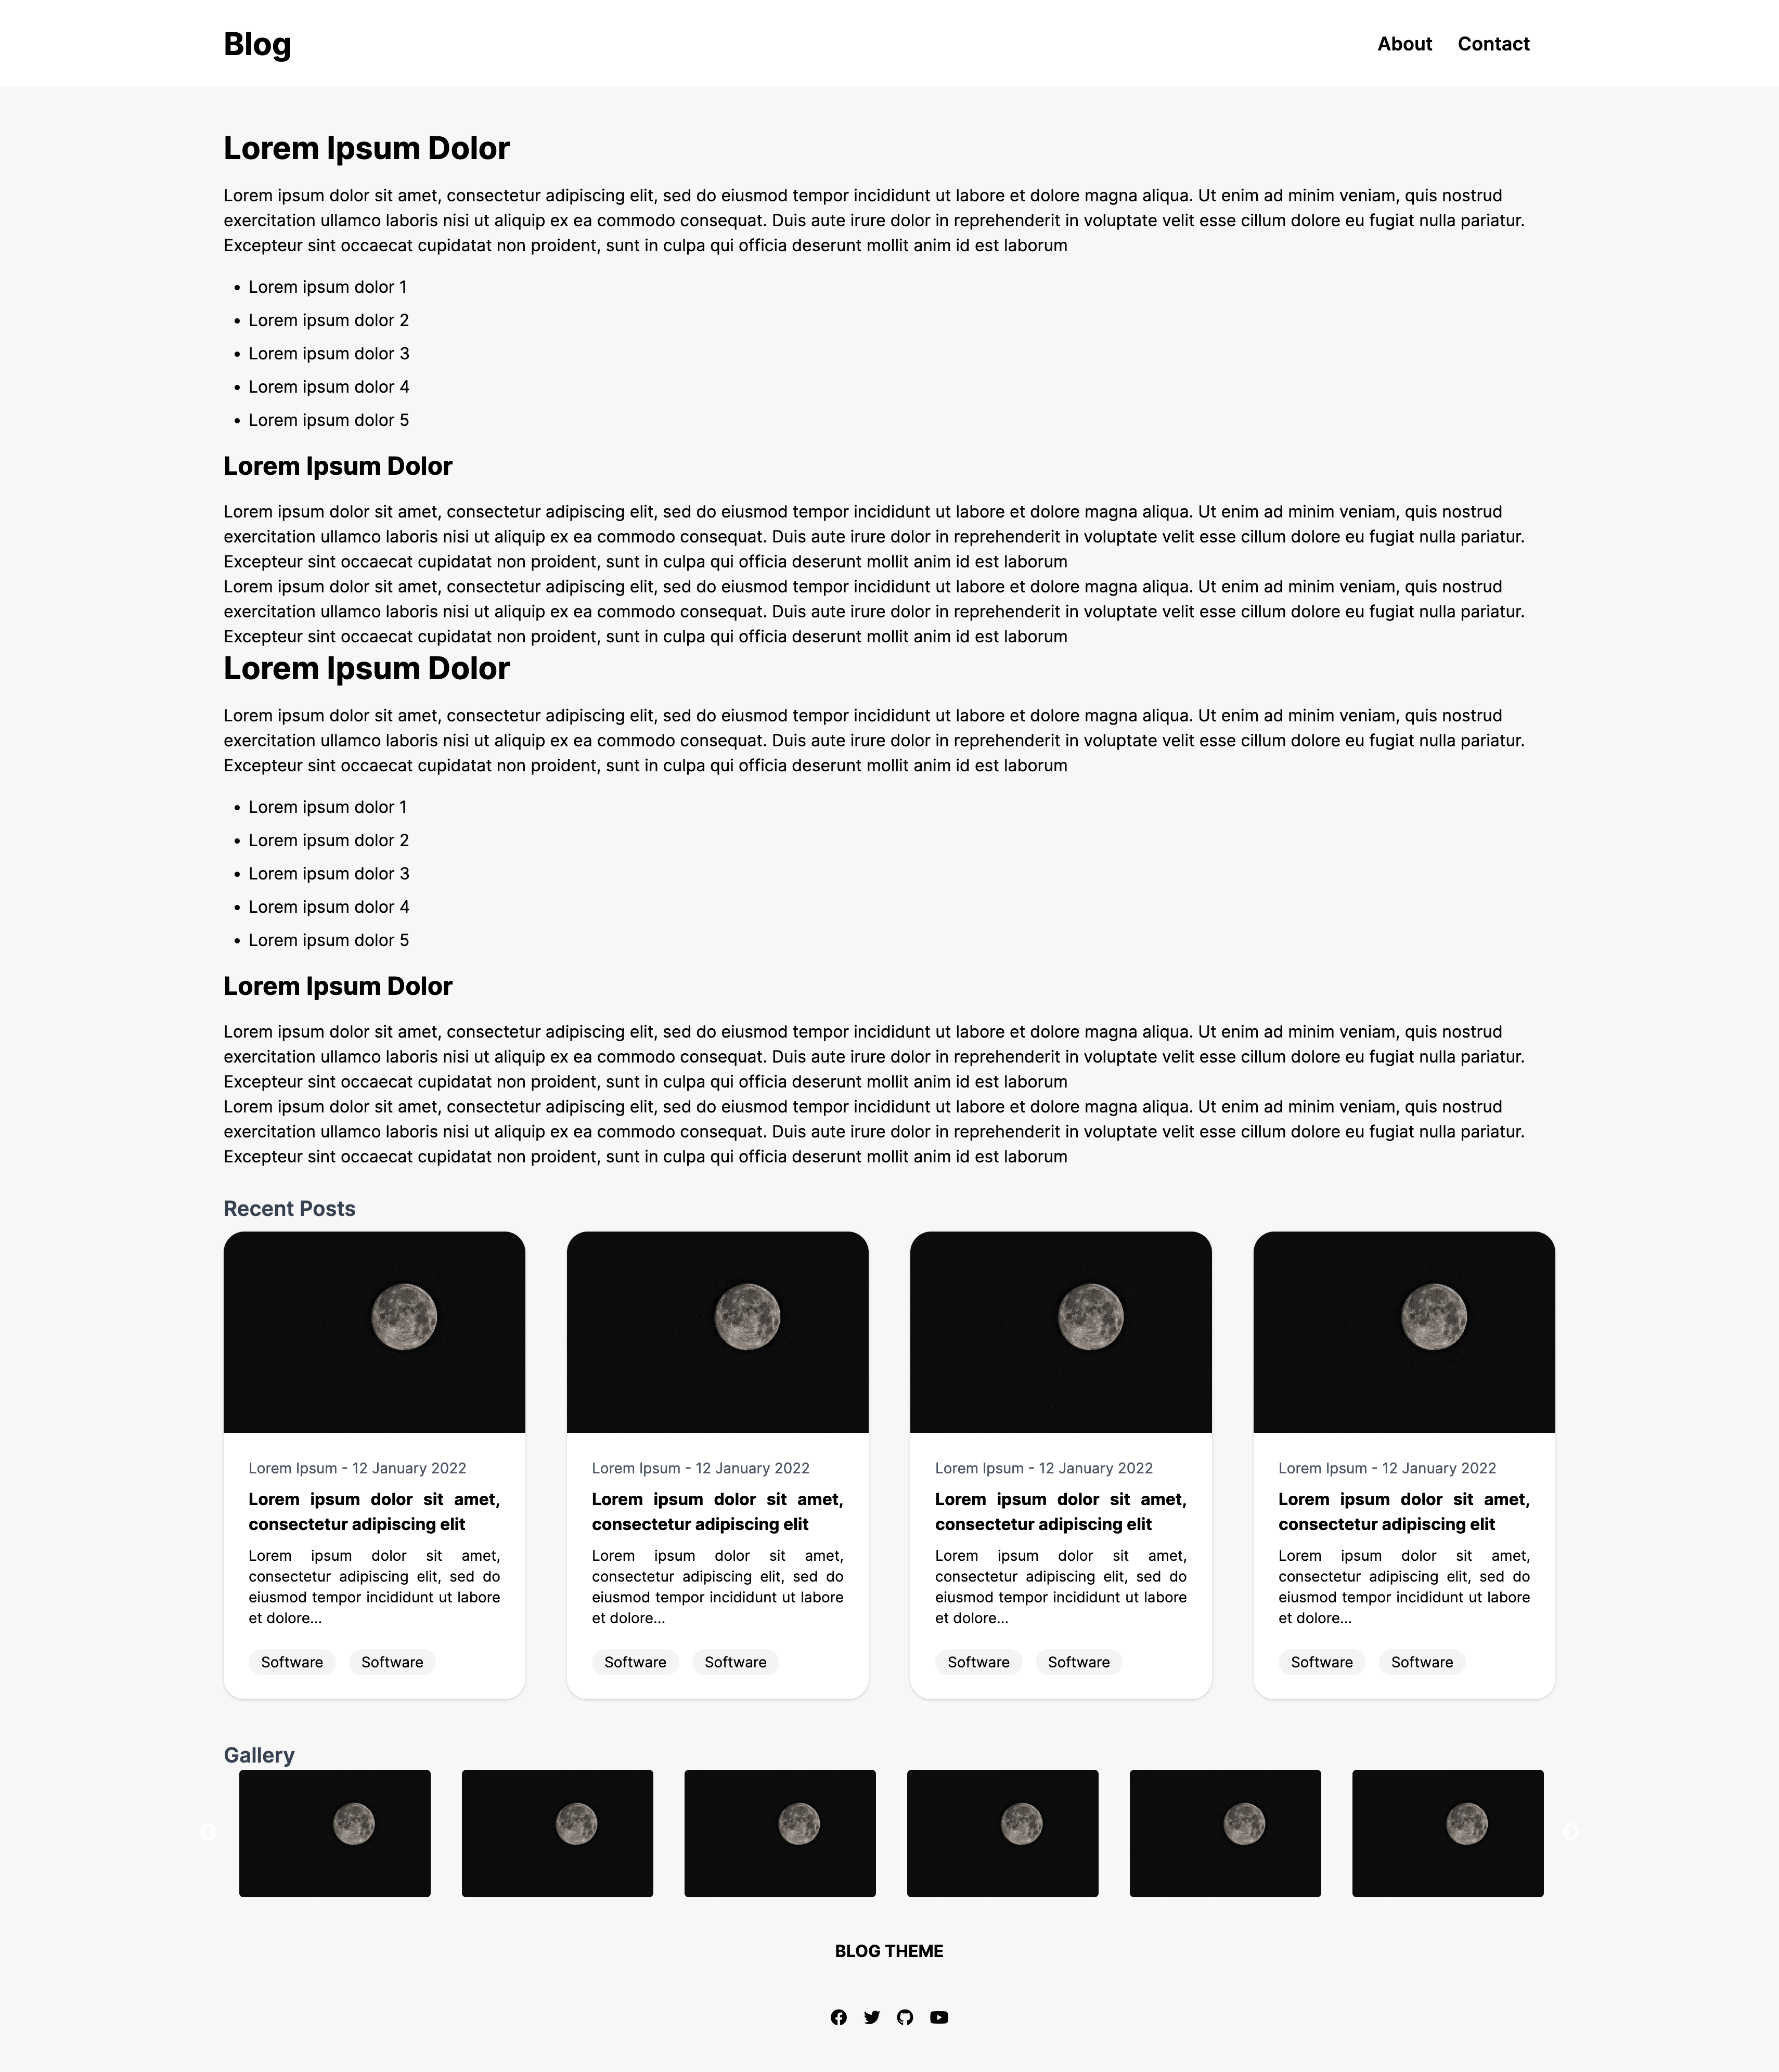 Blog
About Contact
Lorem Ipsum Dolor
Lorem ipsum dolor sit amet, consectetur adipiscing elit, sed do eiusmod tempor incididunt ut labore et dolore magna aliqua. Ut enim ad minim veniam, quis nostrud
exercitation ullamco laboris nisi ut aliquip ex ea commodo consequat. Duis aute irure dolor in reprehenderit in voluptate velit esse cillum dolore eu fugiat nulla pariatur.
Excepteur sint occaecat cupidatat non proident, sunt in culpa qui officia deserunt mollit anim id est laborum
• Lorem ipsum dolor 1
• Lorem ipsum dolor 2
• Lorem ipsum dolor 3
• Lorem ipsum dolor 4
• Lorem ipsum dolor 5
Lorem Ipsum Dolor
Lorem ipsum dolor sit amet, consectetur adipiscing elit, sed do eiusmod tempor incididunt ut labore et dolore magna aliqua. Ut enim ad minim veniam, quis nostrud
exercitation ullamco laboris nisi ut aliquip ex ea commodo consequat. Duis aute irure dolor in reprehenderit in voluptate velit esse cillum dolore eu fugiat nulla pariatur.
Excepteur sint occaecat cupidatat non proident, sunt in culpa qui officia deserunt mollit anim id est laborum
Lorem ipsum dolor sit amet, consectetur adipiscing elit, sed do eiusmod tempor incididunt ut labore et dolore magna aliqua. Ut enim ad minim veniam, quis nostrud
exercitation ullamco laboris nisi ut aliquip ex ea commodo consequat. Duis aute irure dolor in reprehenderit in voluptate velit esse cillum dolore eu fugiat nulla pariatur.
Excepteur sint occaecat cupidatat non proident, sunt in culpa qui officia deserunt mollit anim id est laborum
Lorem Ipsum Dolor
Lorem ipsum dolor sit amet, consectetur adipiscing elit, sed do eiusmod tempor incididunt ut labore et dolore magna aliqua. Ut enim ad minim veniam, quis nostrud
exercitation ullamco laboris nisi ut aliquip ex ea commodo consequat. Duis aute irure dolor in reprehenderit in voluptate velit esse cillum dolore eu fugiat nulla pariatur.
Excepteur sint occaecat cupidatat non proident, sunt in culpa qui officia deserunt mollit anim id est laborum
• Lorem ipsum dolor 1
• Lorem ipsum dolor 2
• Lorem ipsum dolor 3
• Lorem ipsum dolor 4
• Lorem ipsum dolor 5
Lorem Ipsum Dolor
Lorem ipsum dolor sit amet, consectetur adipiscing elit, sed do eiusmod tempor incididunt ut labore et dolore magna aliqua. Ut enim ad minim veniam, quis nostrud
exercitation ullamco laboris nisi ut aliquip ex ea commodo consequat. Duis aute irure dolor in reprehenderit in voluptate velit esse cillum dolore eu fugiat nulla pariatur.
Excepteur sint occaecat cupidatat non proident, sunt in culpa qui officia deserunt mollit anim id est laborum
Lorem ipsum dolor sit amet, consectetur adipiscing elit, sed do eiusmod tempor incididunt ut labore et dolore magna aliqua. Ut enim ad minim veniam, quis nostrud
exercitation ullamco laboris nisi ut aliquip ex ea commodo consequat. Duis aute irure dolor in reprehenderit in voluptate velit esse cillum dolore eu fugiat nulla pariatur.
Excepteur sint occaecat cupidatat non proident, sunt in culpa qui officia deserunt mollit anim id est laborum
Recent Posts
Lorem Ipsum - 12 January 2022
Lorem ipsum dolor sit amet,
consectetur adipiscing elit
Lorem ipsum dolor sit amet,
consectetur adipiscing elit, sed do
eiusmod tempor incididunt ut labore
et dolore...
Software Software
Lorem Ipsum - 12 January 2022
Lorem ipsum dolor sit amet,
consectetur adipiscing elit
Lorem ipsum dolor sit amet,
consectetur adipiscing elit, sed do
eiusmod tempor incididunt ut labore
et dolore...
Software Software
Lorem Ipsum - 12 January 2022
Lorem ipsum dolor sit amet,
consectetur adipiscing elit
Lorem ipsum dolor sit amet,
consectetur adipiscing elit, sed do
eiusmod tempor incididunt ut labore
et dolore...
Software Software
Lorem Ipsum - 12 January 2022
Lorem ipsum dolor sit amet,
consectetur adipiscing elit
Lorem ipsum dolor sit amet,
consectetur adipiscing elit, sed do
eiusmod tempor incididunt ut labore
et dolore...
Software Software
Gallery
BLOG THEME